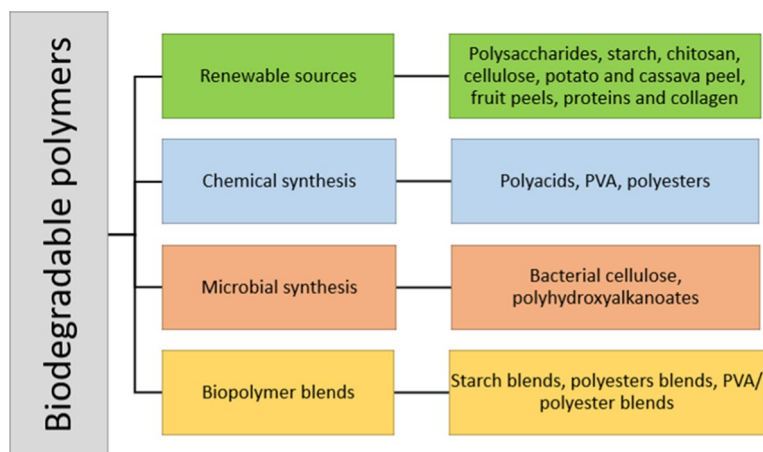 Biodegradable polymers
Renewable sources
Polysaccharides, starch, chitosan,
cellulose, potato and cassava peel,
fruit peels, proteins and collagen
Chemical synthesis
Polyacids, PVA, polyesters
Microbial synthesis
Bacterial cellulose,
polyhydroxyalkanoates
Biopolymer blends
Starch blends, polyesters blends, PVA/
polyester blends